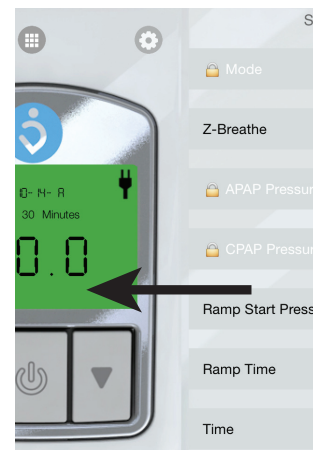 S
Mode
Z-Breathe
30 Minutes
APAP Pressur
0.0
CPAP Pressur
Ramp Start Press
Ramp Time
Time